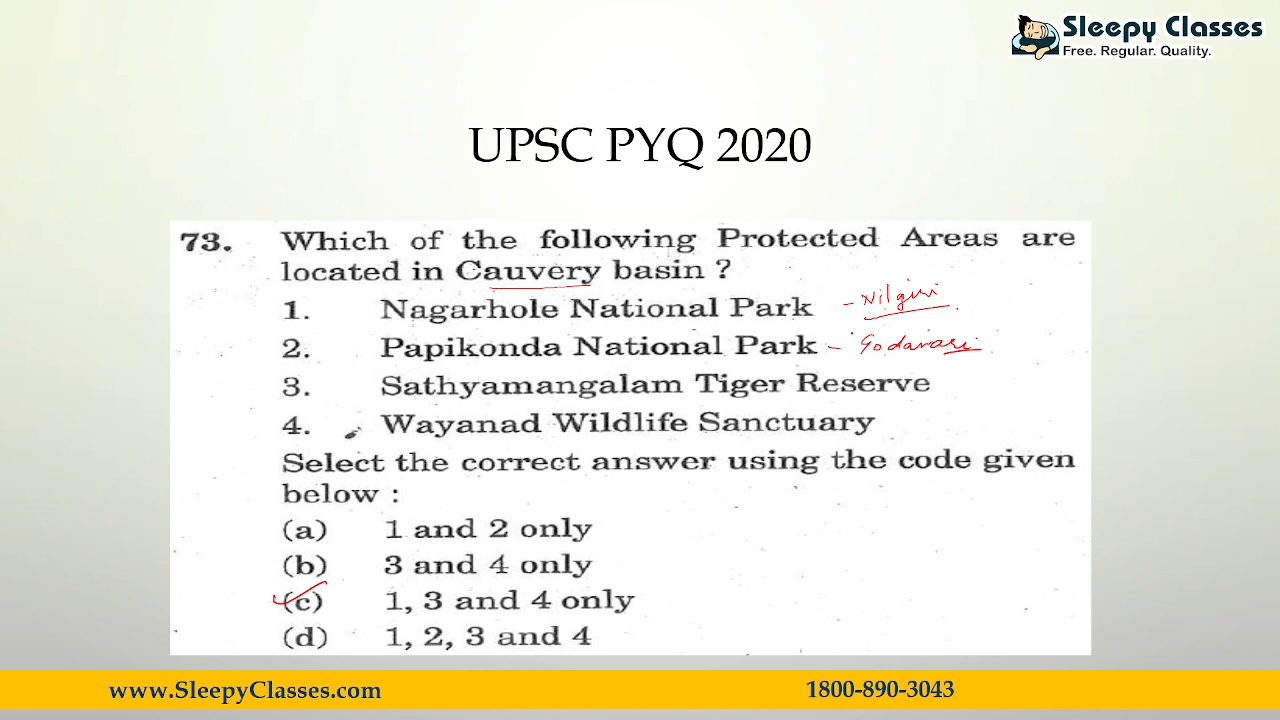 Sleepy Classes
Free. Regular. Quality.
UPSC PYQ 2020
73. Which of the following Protected Areas are
located in Cauvery basin ?
1. Nagarhole National Park - Nilgiri
2. Papikonda National Park - Godavari
3. Sathyamangalam Tiger Reserve
4. Wayanad Wildlife Sanctuary
Select the correct answer using the code given
below :
(a) 1 and 2 only
(b) 3 and 4 only
(c) 1, 3 and 4 only
(d) 1, 2, 3 and 4
www.SleepyClasses.com 1800-890-3043